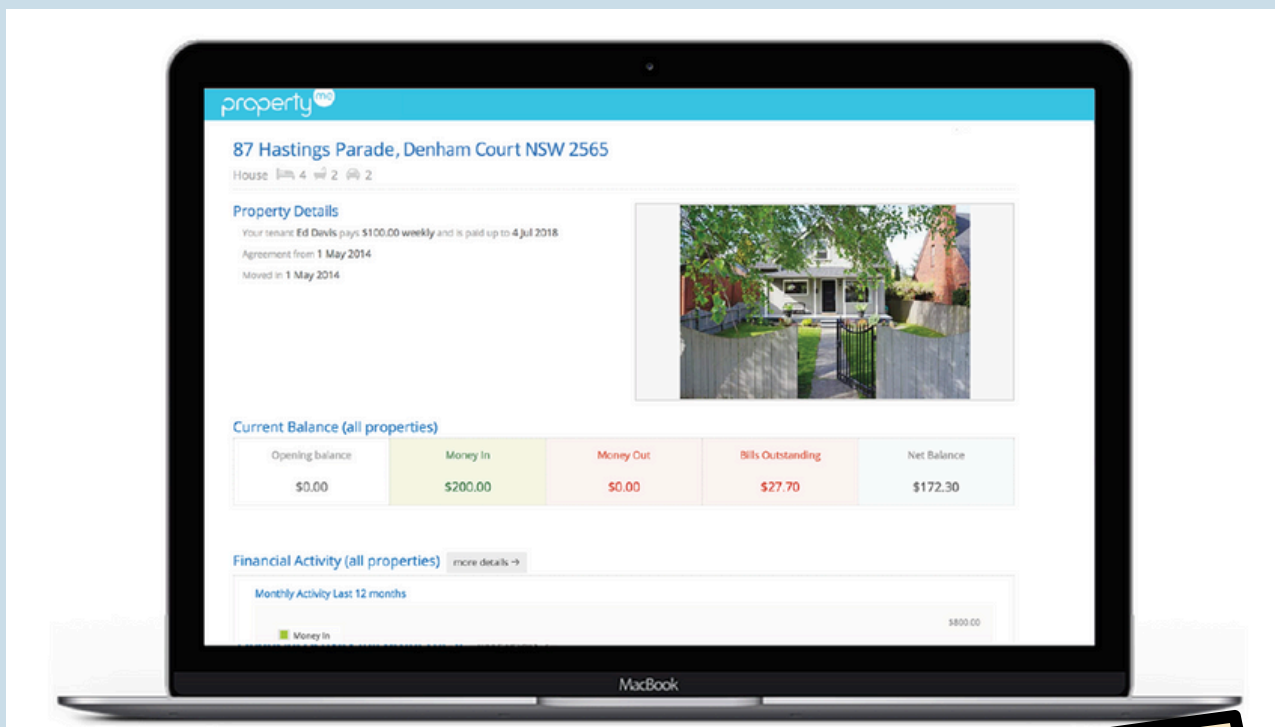 property me
87 Hastings Parade, Denham Court NSW 2565
House 4 2 2
Property Details
Your tenant Ed Davis pays $100.00 weekly and is paid up to 4 Jul 2018
Agreement from 1 May 2014
Moved in 1 May 2014
Current Balance (all properties)
Opening balance Money In Money Out Bills Outstanding Net Balance
$0.00 $200.00 $0.00 $27.70 $172.30
Financial Activity (all properties) more details →
Monthly Activity Last 12 months
$800.00
Money In
MacBook